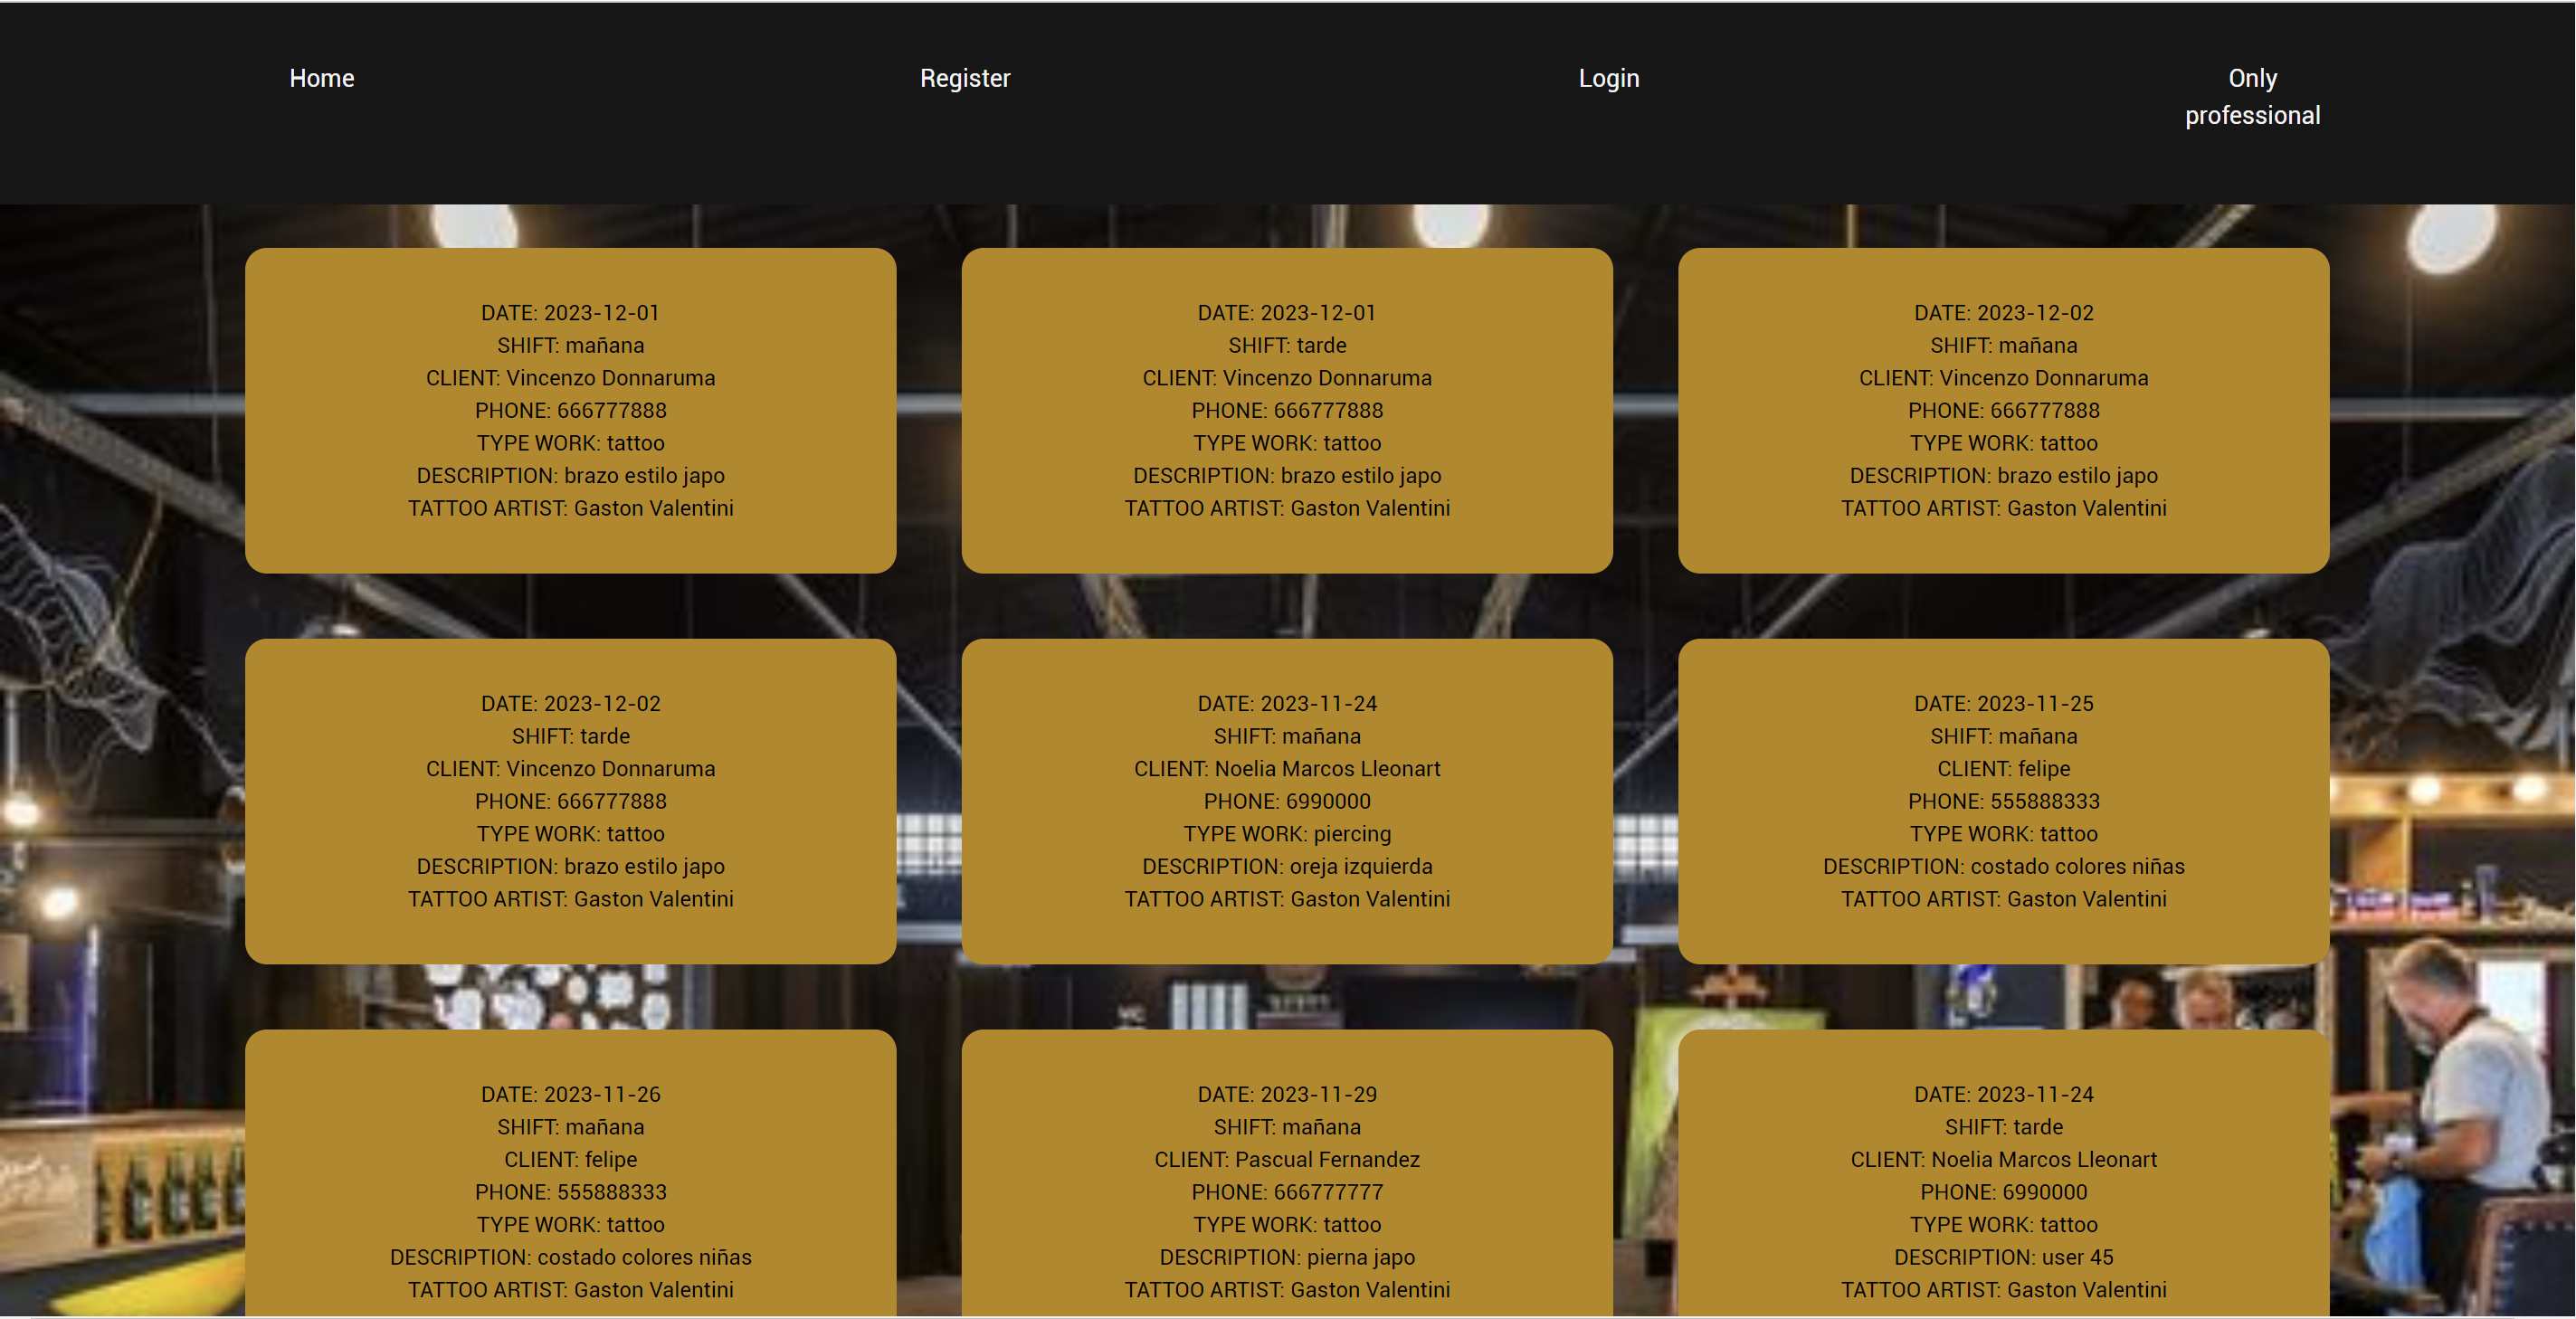 Home
Register
Login
Only
professional
DATE: 2023-12-01
SHIFT: mañana
CLIENT: Vincenzo Donnaruma
PHONE: 666777888
TYPE WORK: tattoo
DESCRIPTION: brazo estilo japo
TATTOO ARTIST: Gaston Valentini
DATE: 2023-12-01
SHIFT: tarde
CLIENT: Vincenzo Donnaruma
PHONE: 666777888
TYPE WORK: tattoo
DESCRIPTION: brazo estilo japo
TATTOO ARTIST: Gaston Valentini
DATE: 2023-12-02
SHIFT: mañana
CLIENT: Vincenzo Donnaruma
PHONE: 666777888
TYPE WORK: tattoo
DESCRIPTION: brazo estilo japo
TATTOO ARTIST: Gaston Valentini
DATE: 2023-12-02
SHIFT: tarde
CLIENT: Vincenzo Donnaruma
PHONE: 666777888
TYPE WORK: tattoo
DESCRIPTION: brazo estilo japo
TATTOO ARTIST: Gaston Valentini
DATE: 2023-11-24
SHIFT: mañana
CLIENT: Noelia Marcos Lleonart
PHONE: 6990000
TYPE WORK: piercing
DESCRIPTION: oreja izquierda
TATTOO ARTIST: Gaston Valentini
DATE: 2023-11-25
SHIFT: mañana
CLIENT: felipe
PHONE: 555888333
TYPE WORK: tattoo
DESCRIPTION: costado colores niñas
TATTOO ARTIST: Gaston Valentini
DATE: 2023-11-26
SHIFT: mañana
CLIENT: felipe
PHONE: 555888333
TYPE WORK: tattoo
DESCRIPTION: costado colores niñas
TATTOO ARTIST: Gaston Valentini
DATE: 2023-11-29
SHIFT: mañana
CLIENT: Pascual Fernandez
PHONE: 666777777
TYPE WORK: tattoo
DESCRIPTION: pierna japo
TATTOO ARTIST: Gaston Valentini
DATE: 2023-11-24
SHIFT: tarde
CLIENT: Noelia Marcos Lleonart
PHONE: 6990000
TYPE WORK: tattoo
DESCRIPTION: user 45
TATTOO ARTIST: Gaston Valentini